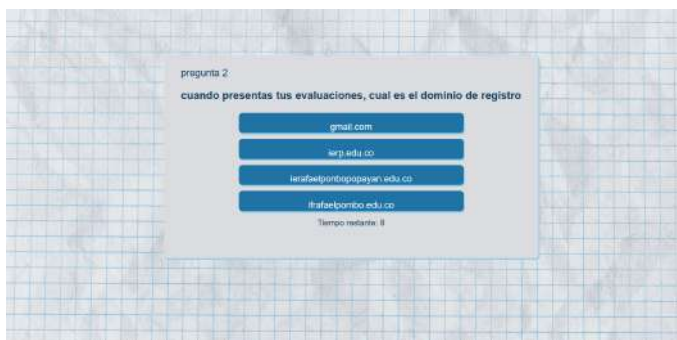 pregunta 2
cuando presentas tus evaluaciones, cual es el dominio de registro
gmail.com
ierp.edu.co
ierafaelponbopopayan.edu.co
ifrafaelpombo.edu.co
Tiempo restante: 8